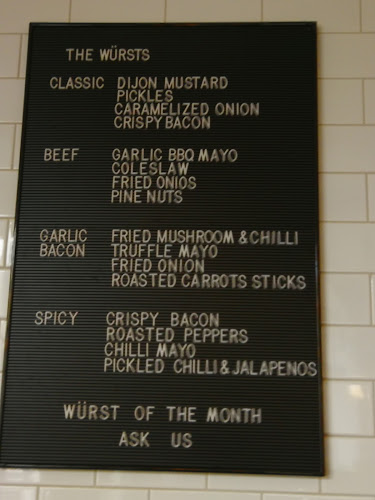 THE WÜRSTS
CLASSIC DIJON MUSTARD
PICKLES
CARAMELIZED ONION
CRISPY BACON
BEEF GARLIC BBQ MAYO
COLESLAW
FRIED ONIOS
PINE NUTS
GARLIC FRIED MUSHROOM & CHILLI
BACON TRUFFLE MAYO
FRIED ONION
ROASTED CARROTS STICKS
SPICY CRISPY BACON
ROASTED PEPPERS
CHILLI MAYO
PICKLED CHILLI & JALAPENOS
WÜRST OF THE MONTH
ASK US